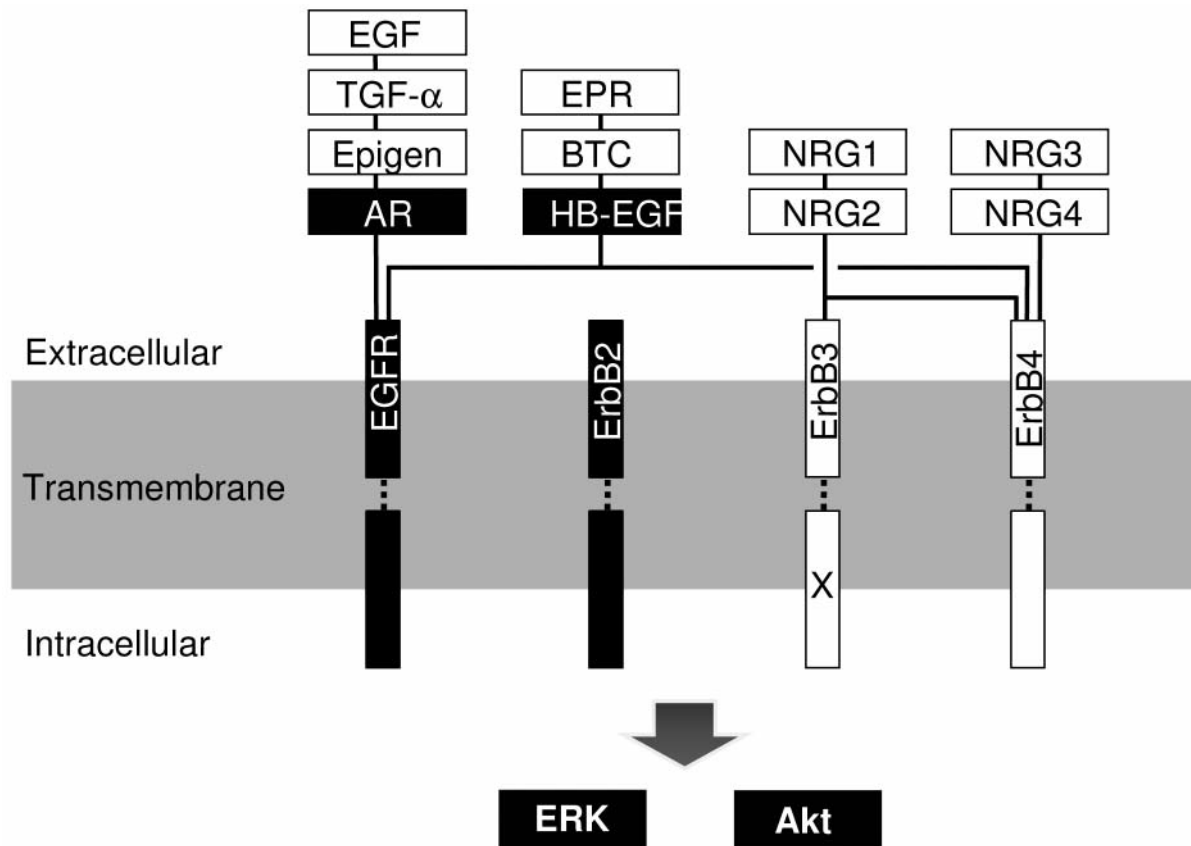 EGF
TGF-α
EPR
Epigen
BTC
NRG1
NRG3
AR
HB-EGF
NRG2
NRG4
Extracellular
EGFR
ErbB2
ErbB3
ErbB4
Transmembrane
X
Intracellular
ERK
Akt